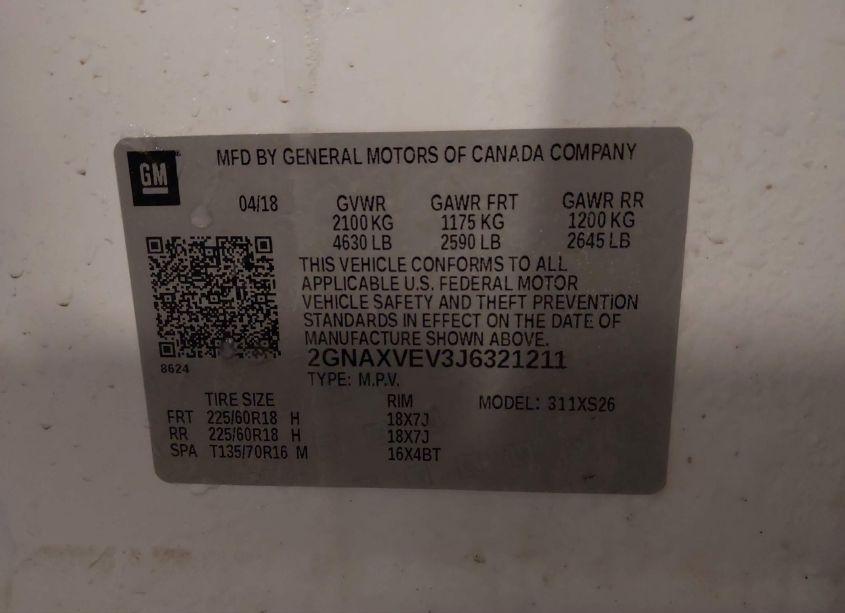 GM
MFD BY GENERAL MOTORS OF CANADA COMPANY
04/18 GVWR GAWR FRT GAWR RR
2100 KG 1175 KG 1200 KG
4630 LB 2590 LB 2645 LB
THIS VEHICLE CONFORMS TO ALL
APPLICABLE U.S. FEDERAL MOTOR
VEHICLE SAFETY AND THEFT PREVENTION
STANDARDS IN EFFECT ON THE DATE OF
MANUFACTURE SHOWN ABOVE.
8624
2GNAXVEV3J6321211
TYPE: M.P.V.
TIRE SIZE RIM MODEL: 311XS26
FRT 225/60R18 H 18X7J
RR 225/60R18 H 18X7J
SPA T135/70R16 M 16X4BT